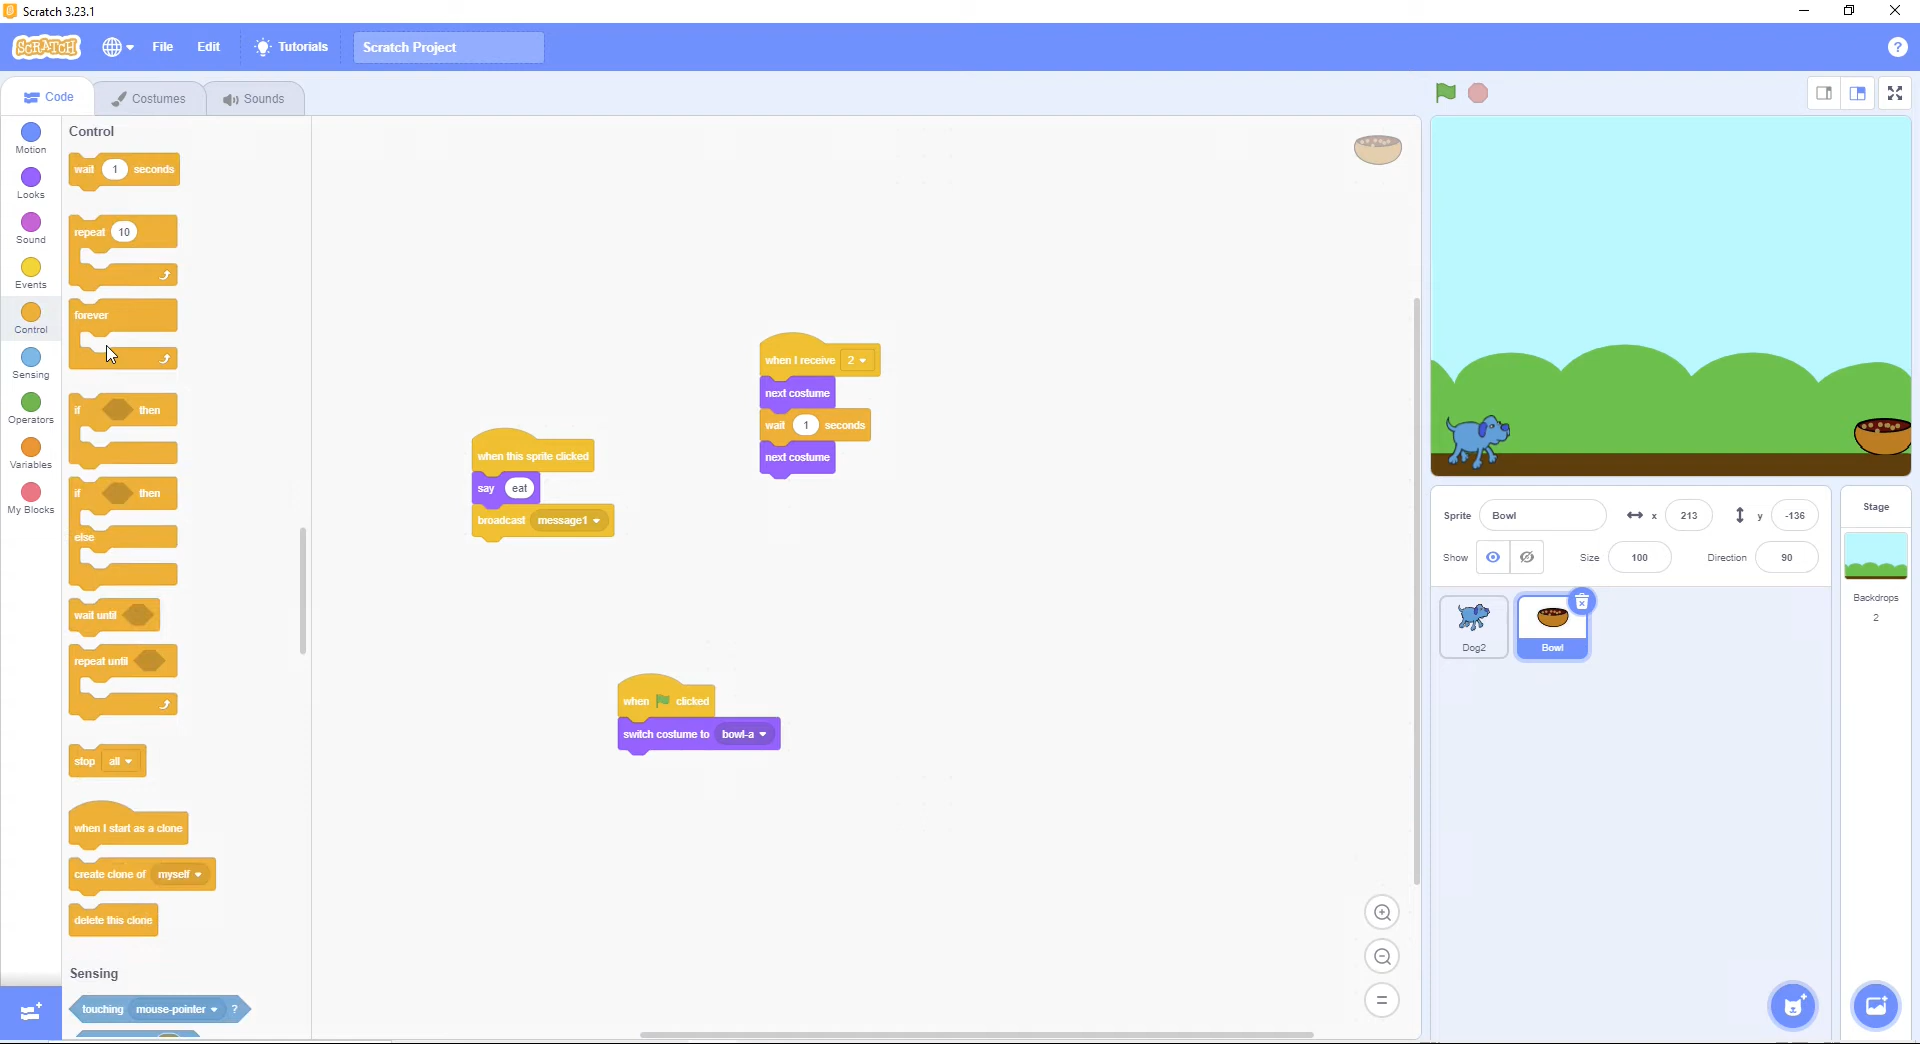 Scratch 3.23.1
SCRATCH File Edit Tutorials Scratch Project ?
Code Costumes Sounds
Motion
Looks
Sound
Events
Control
Sensing
Operators
Variables
My Blocks
Control
wait 1 seconds
repeat 10
forever
if then
if then
else
wait until
repeat until
stop all
when I start as a clone
create clone of myself
delete this clone
Sensing
touching mouse-pointer ?
when this sprite clicked
say eat
broadcast message1
when I receive 2
next costume
wait 1 seconds
next costume
when clicked
switch costume to bowl-a
Sprite Bowl x 213 y -136
Show Size 100 Direction 90
Dog2
Bowl
Stage
Backdrops
2